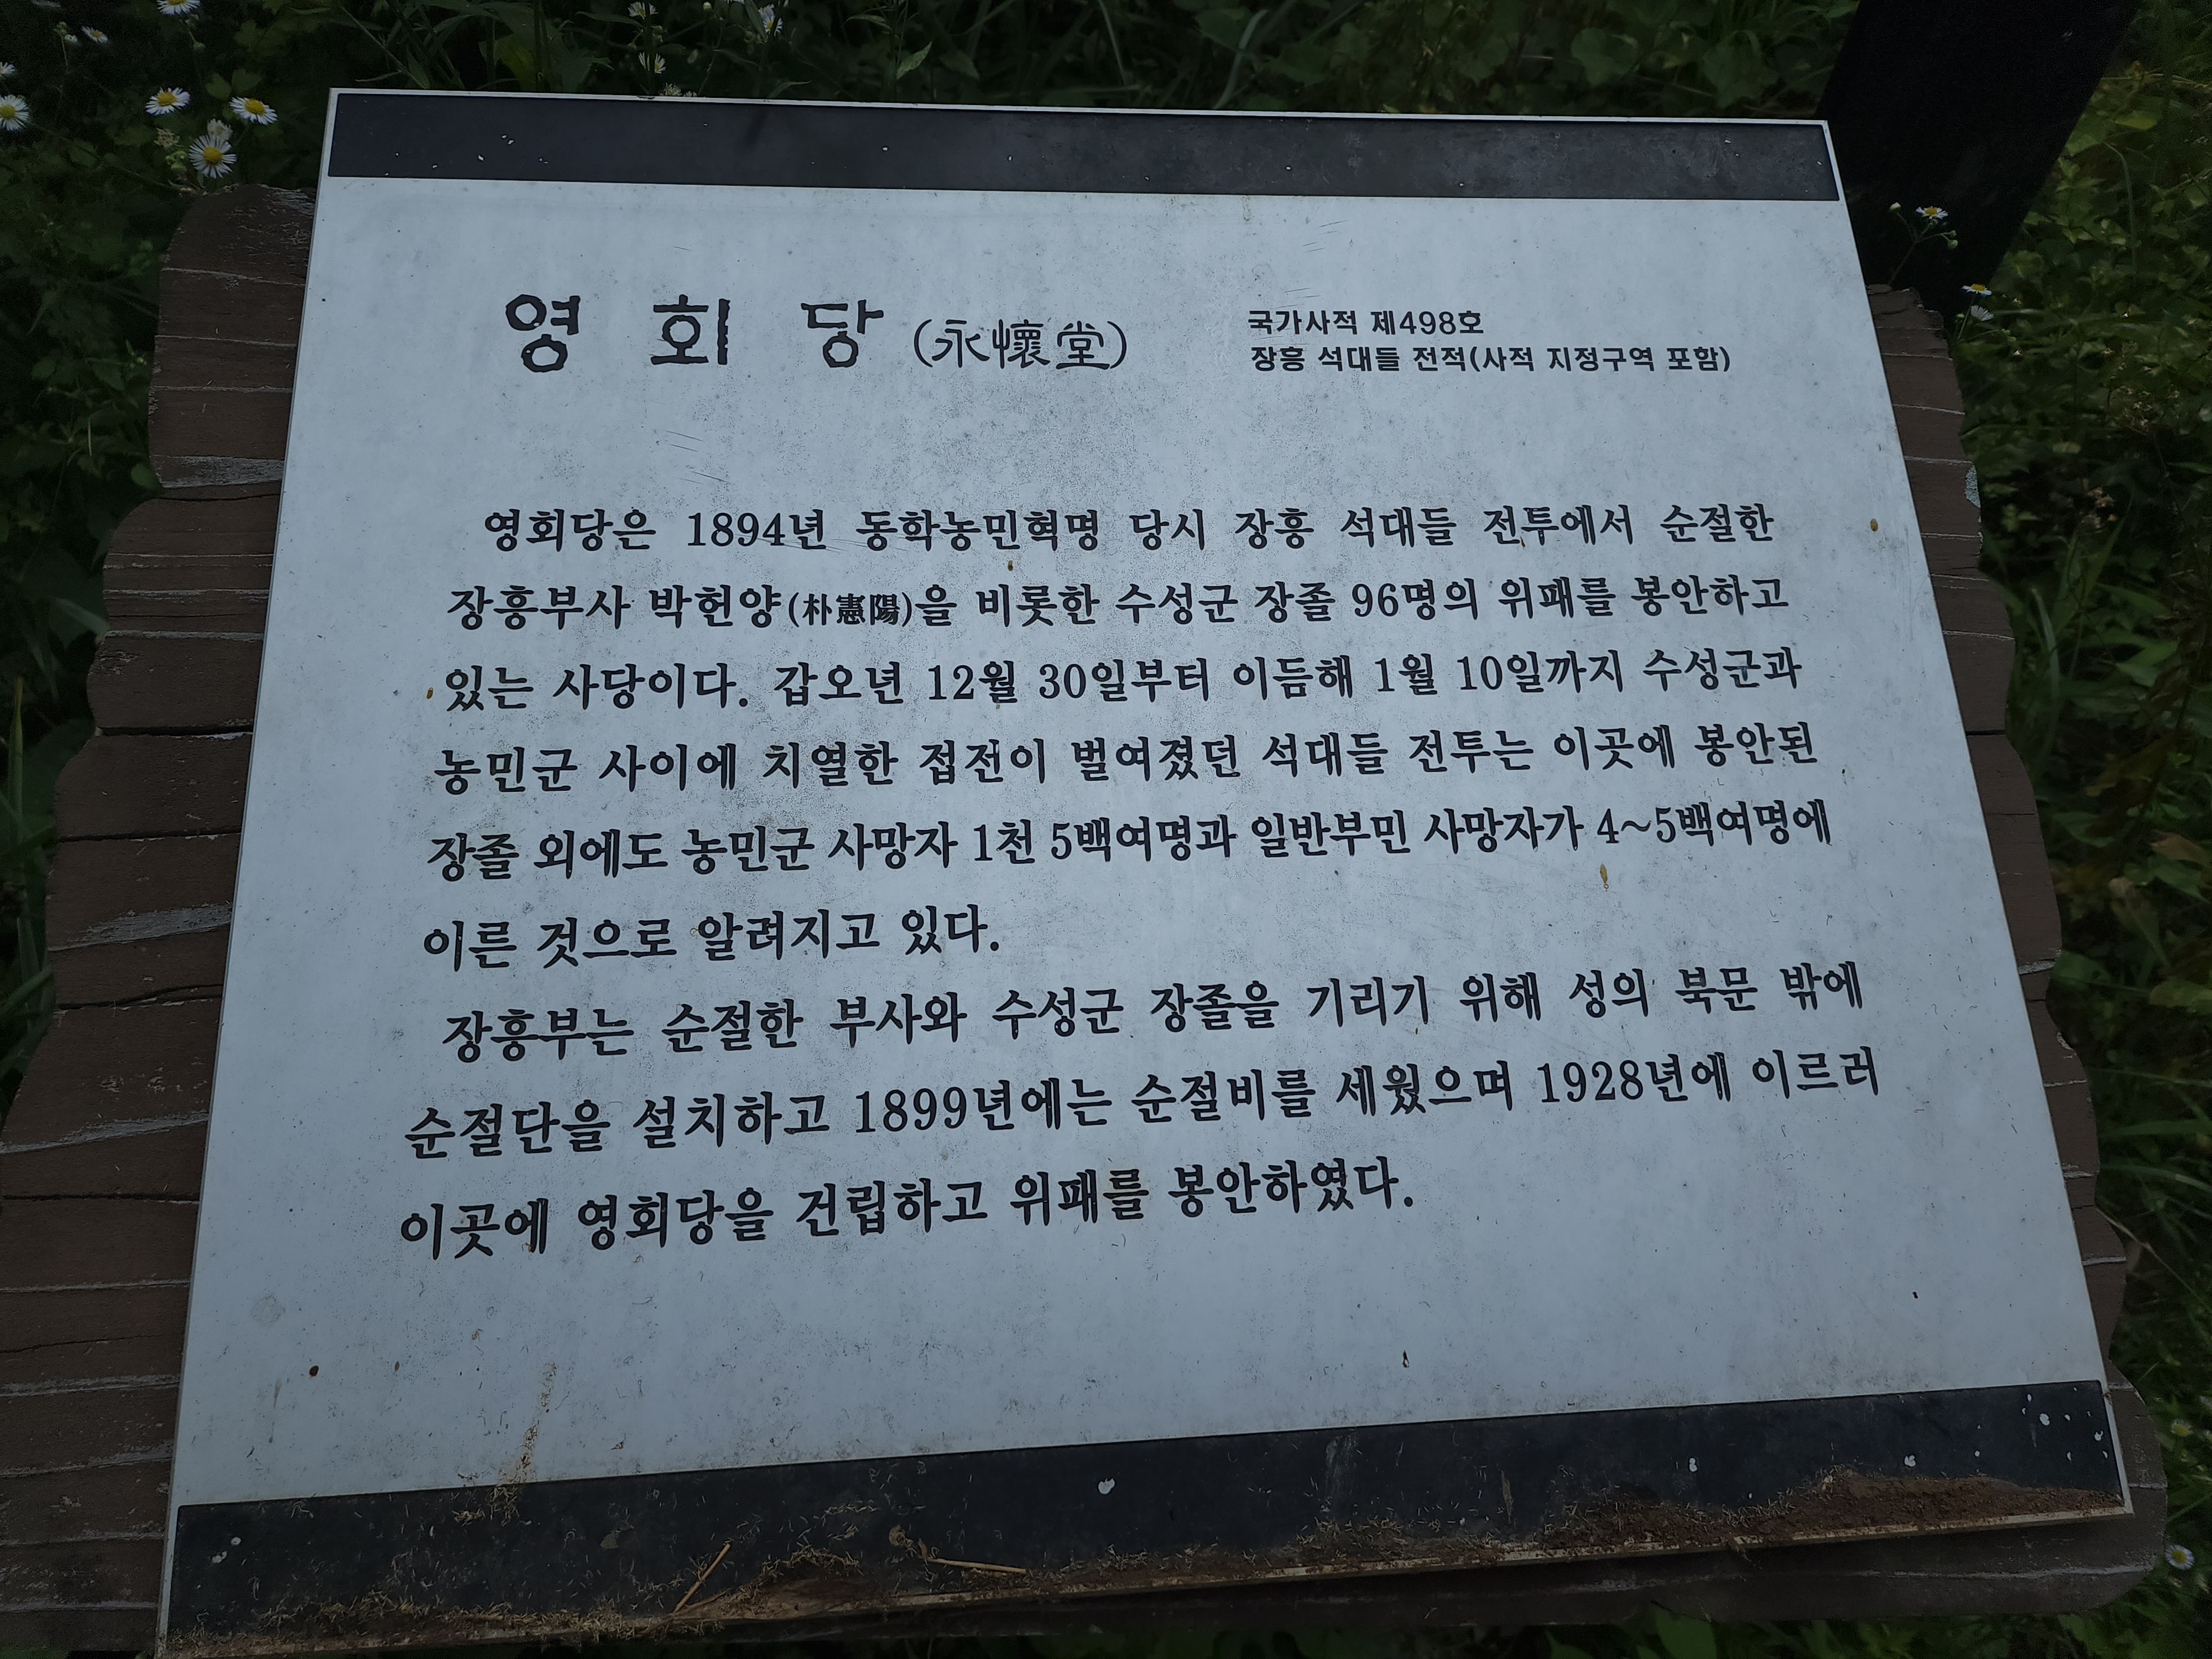 영회당(永懷堂)
국가사적 제498호
장흥 석대들 전적(사적 지정구역 포함)
영회당은 1894년 동학농민혁명 당시 장흥 석대들 전투에서 순절한
장흥부사 박헌양(朴憲陽)을 비롯한 수성군 장졸 96명의 위패를 봉안하고
있는 사당이다. 갑오년 12월 30일부터 이듬해 1월 10일까지 수성군과
농민군 사이에 치열한 접전이 벌여졌던 석대들 전투는 이곳에 봉안된
장졸 외에도 농민군 사망자 1천 5백여명과 일반부민 사망자가 4~5백여명에
이른 것으로 알려지고 있다.
장흥부는 순절한 부사와 수성군 장졸을 기리기 위해 성의 북문 밖에
순절단을 설치하고 1899년에는 순절비를 세웠으며 1928년에 이르러
이곳에 영회당을 건립하고 위패를 봉안하였다.